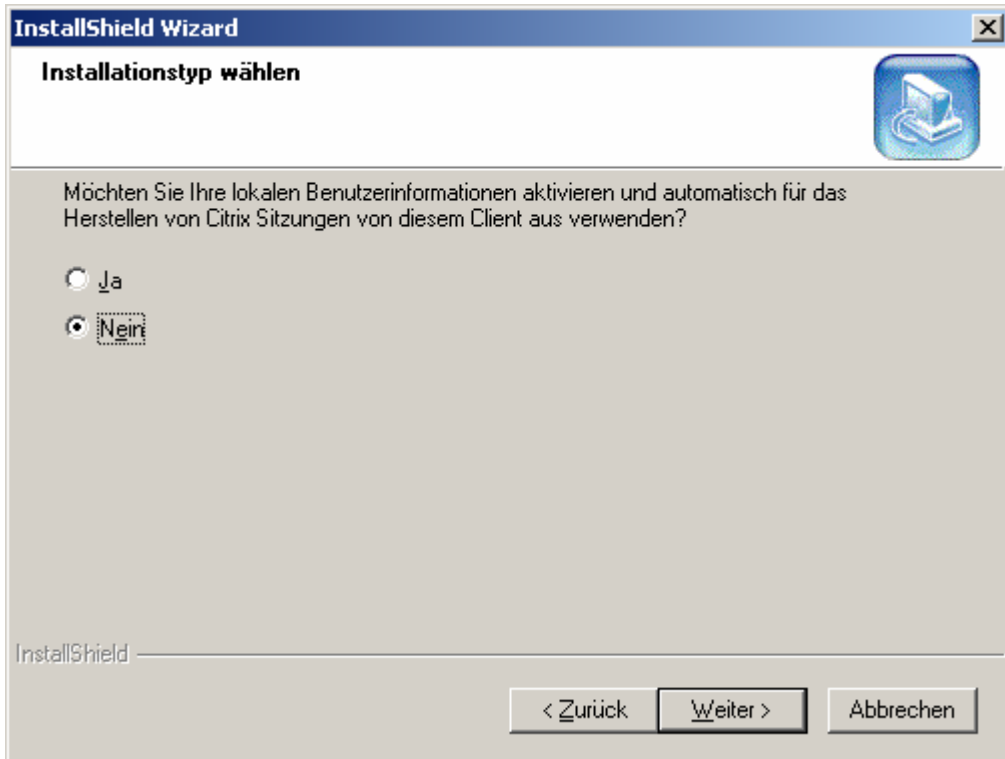 InstallShield Wizard
Installationstyp wählen
Möchten Sie Ihre lokalen Benutzerinformationen aktivieren und automatisch für das
Herstellen von Citrix Sitzungen von diesem Client aus verwenden?
Ja
Nein
InstallShield
< Zurück
Weiter >
Abbrechen